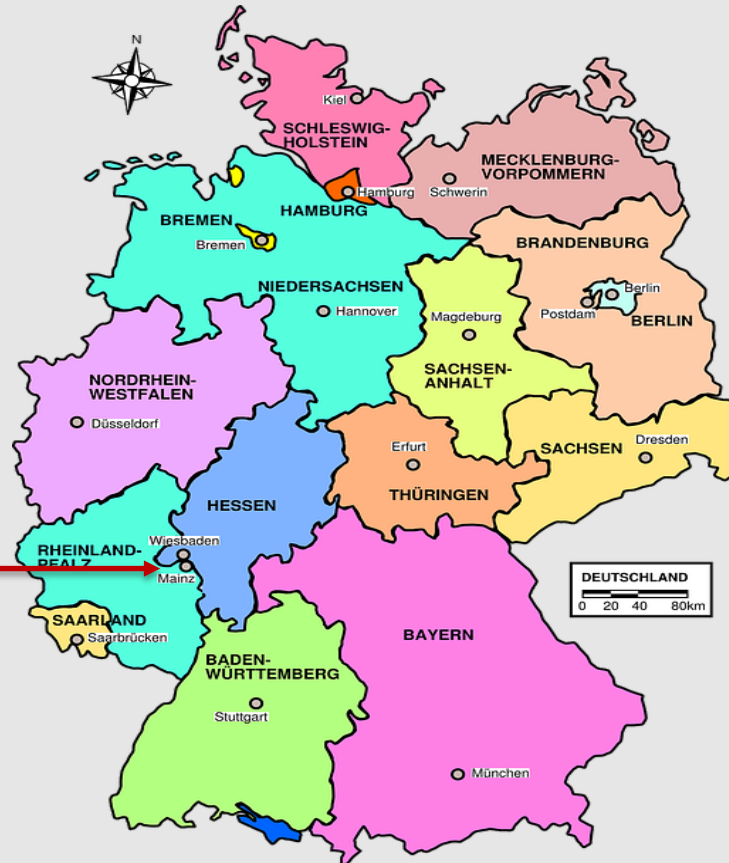 N
Kiel
SCHLESWIG-
HOLSTEIN
MECKLENBURG-
VORPOMMERN
Hamburg
Schwerin
HAMBURG
BREMEN
Bremen
BRANDENBURG
NIEDERSACHSEN
Berlin
Hannover
Postdam
Magdeburg
BERLIN
SACHSEN-
ANHALT
NORDRHEIN-
WESTFALEN
Düsseldorf
Erfurt
SACHSEN
Dresden
THÜRINGEN
HESSEN
Wiesbaden
RHEINLAND-
PFALZ
Mainz
DEUTSCHLAND
0 20 40 80km
SAARLAND
Saarbrücken
BAYERN
BADEN-
WÜRTTEMBERG
Stuttgart
München